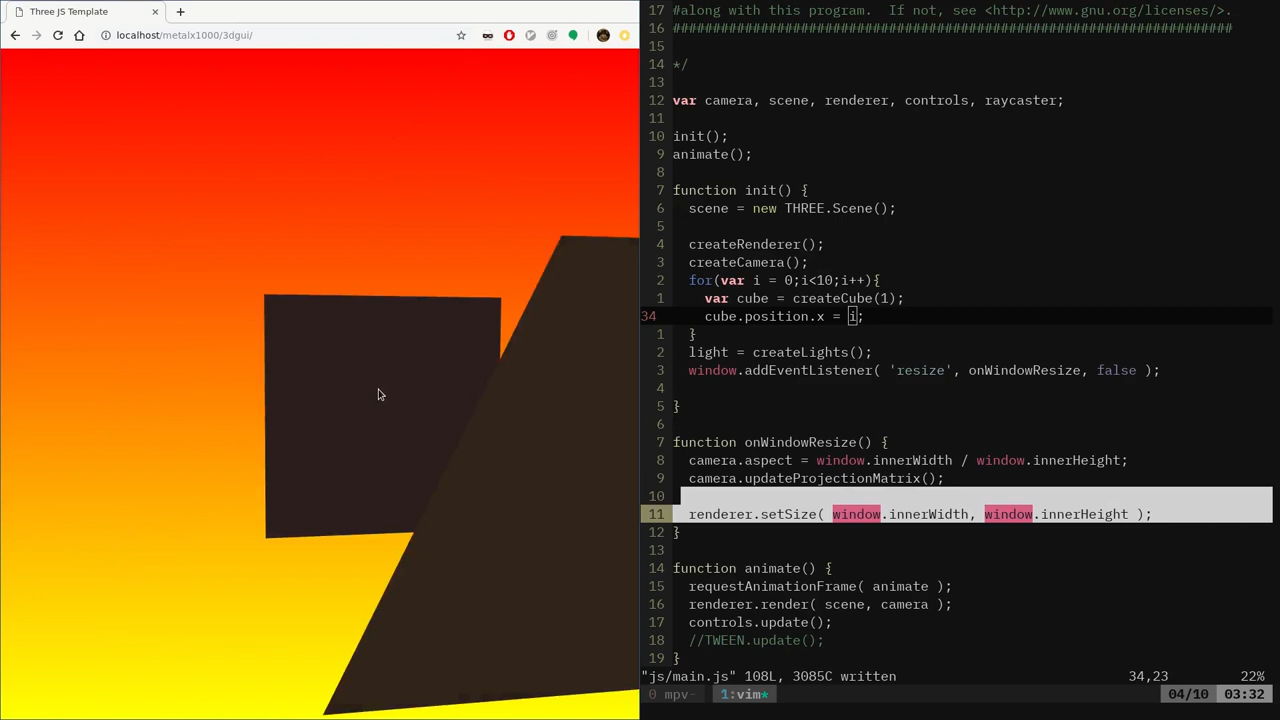 Three JS Template
localhost/metalx1000/3dgui/
17 #along with this program.  If not, see <http://www.gnu.org/licenses/>.
16 ######################################################################
15
14 */
13
12 var camera, scene, renderer, controls, raycaster;
11
10 init();
9 animate();
8
7 function init() {
6   scene = new THREE.Scene();
5
4   createRenderer();
3   createCamera();
2   for(var i = 0;i<10;i++){
1     var cube = createCube(1);
34     cube.position.x = i;
1   }
2   light = createLights();
3   window.addEventListener( 'resize', onWindowResize, false );
4
5 }
6
7 function onWindowResize() {
8   camera.aspect = window.innerWidth / window.innerHeight;
9   camera.updateProjectionMatrix();
10
11   renderer.setSize( window.innerWidth, window.innerHeight );
12 }
13
14 function animate() {
15   requestAnimationFrame( animate );
16   renderer.render( scene, camera );
17   controls.update();
18   //TWEEN.update();
19 }
"js/main.js" 108L, 3085C written 34,23 22%
0 mpv- 1:vim* 04/10 03:32